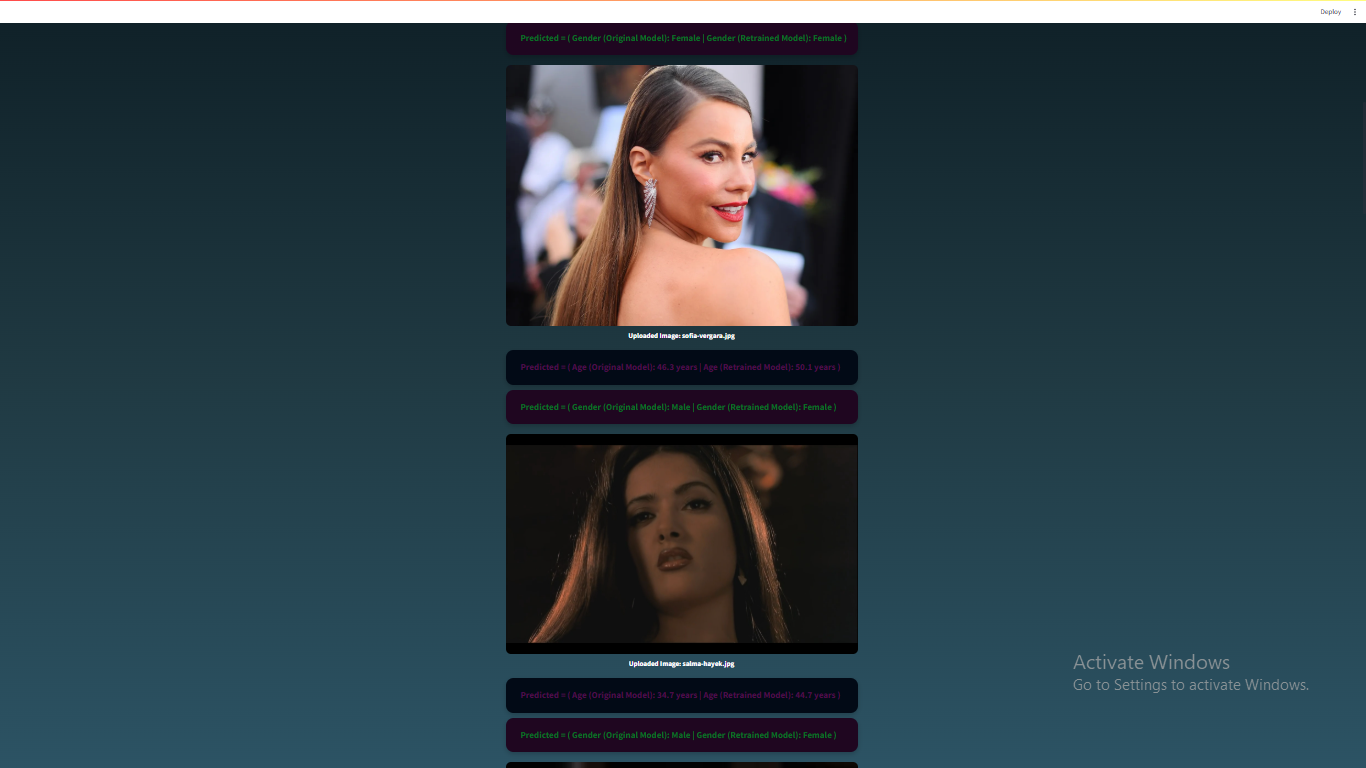 Deploy
Predicted = ( Gender (Original Model): Female | Gender (Retrained Model): Female )
Uploaded Image: sofia-vergara.jpg
Predicted = ( Age (Original Model): 46.3 years | Age (Retrained Model): 50.1 years )
Predicted = ( Gender (Original Model): Male | Gender (Retrained Model): Female )
Uploaded Image: salma-hayek.jpg
Predicted = ( Age (Original Model): 34.7 years | Age (Retrained Model): 44.7 years )
Activate Windows
Go to Settings to activate Windows.
Predicted = ( Gender (Original Model): Male | Gender (Retrained Model): Female )